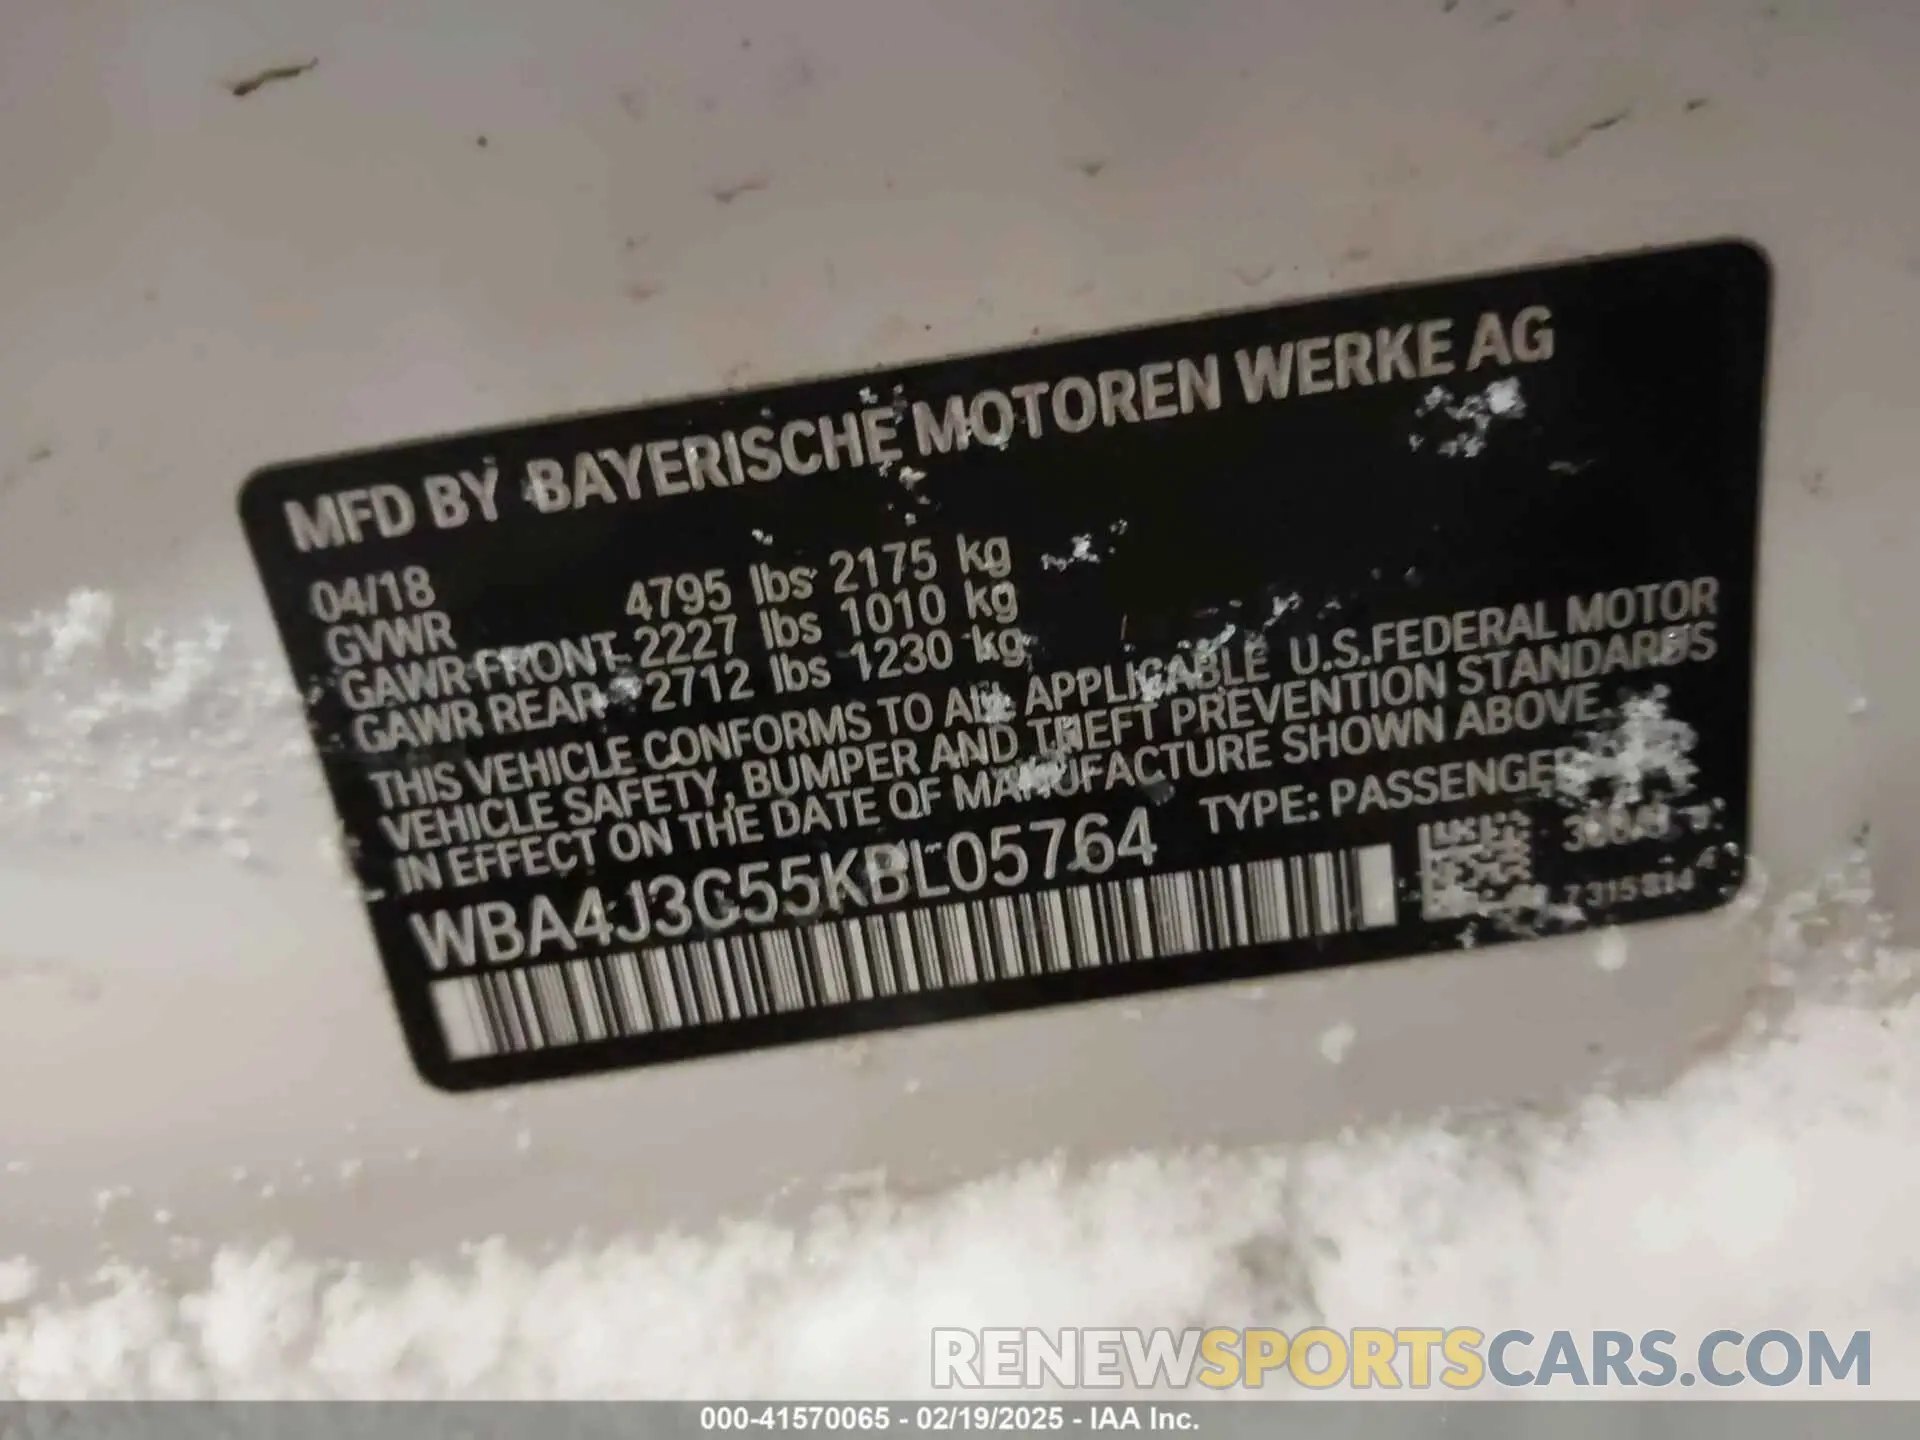 MFD BY BAYERISCHE MOTOREN WERKE AG
04/18
GVWR 4795 lbs 2175 kg
GAWR FRONT 2227 lbs 1010 kg
GAWR REAR 2712 lbs 1230 kg
THIS VEHICLE CONFORMS TO ALL APPLICABLE U.S.FEDERAL MOTOR
VEHICLE SAFETY, BUMPER AND THEFT PREVENTION STANDARDS
IN EFFECT ON THE DATE OF MANUFACTURE SHOWN ABOVE.
WBA4J3C55KBL05764 TYPE: PASSENGER
7315814
RENEWSPORTSCARS.COM
000-41570065 - 02/19/2025 - IAA Inc.